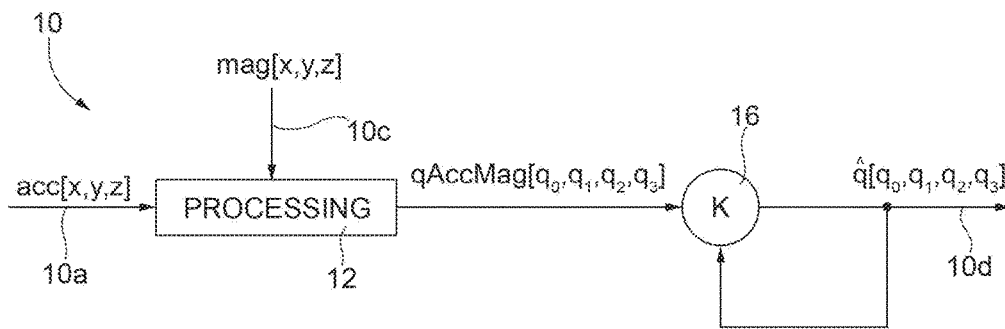 10
mag[x,y,z]
10c
16
acc[x,y,z]
qAccMag[q₀,q₁,q₂,q₃]
q̂[q₀,q₁,q₂,q₃]
PROCESSING
K
10a
12
10d